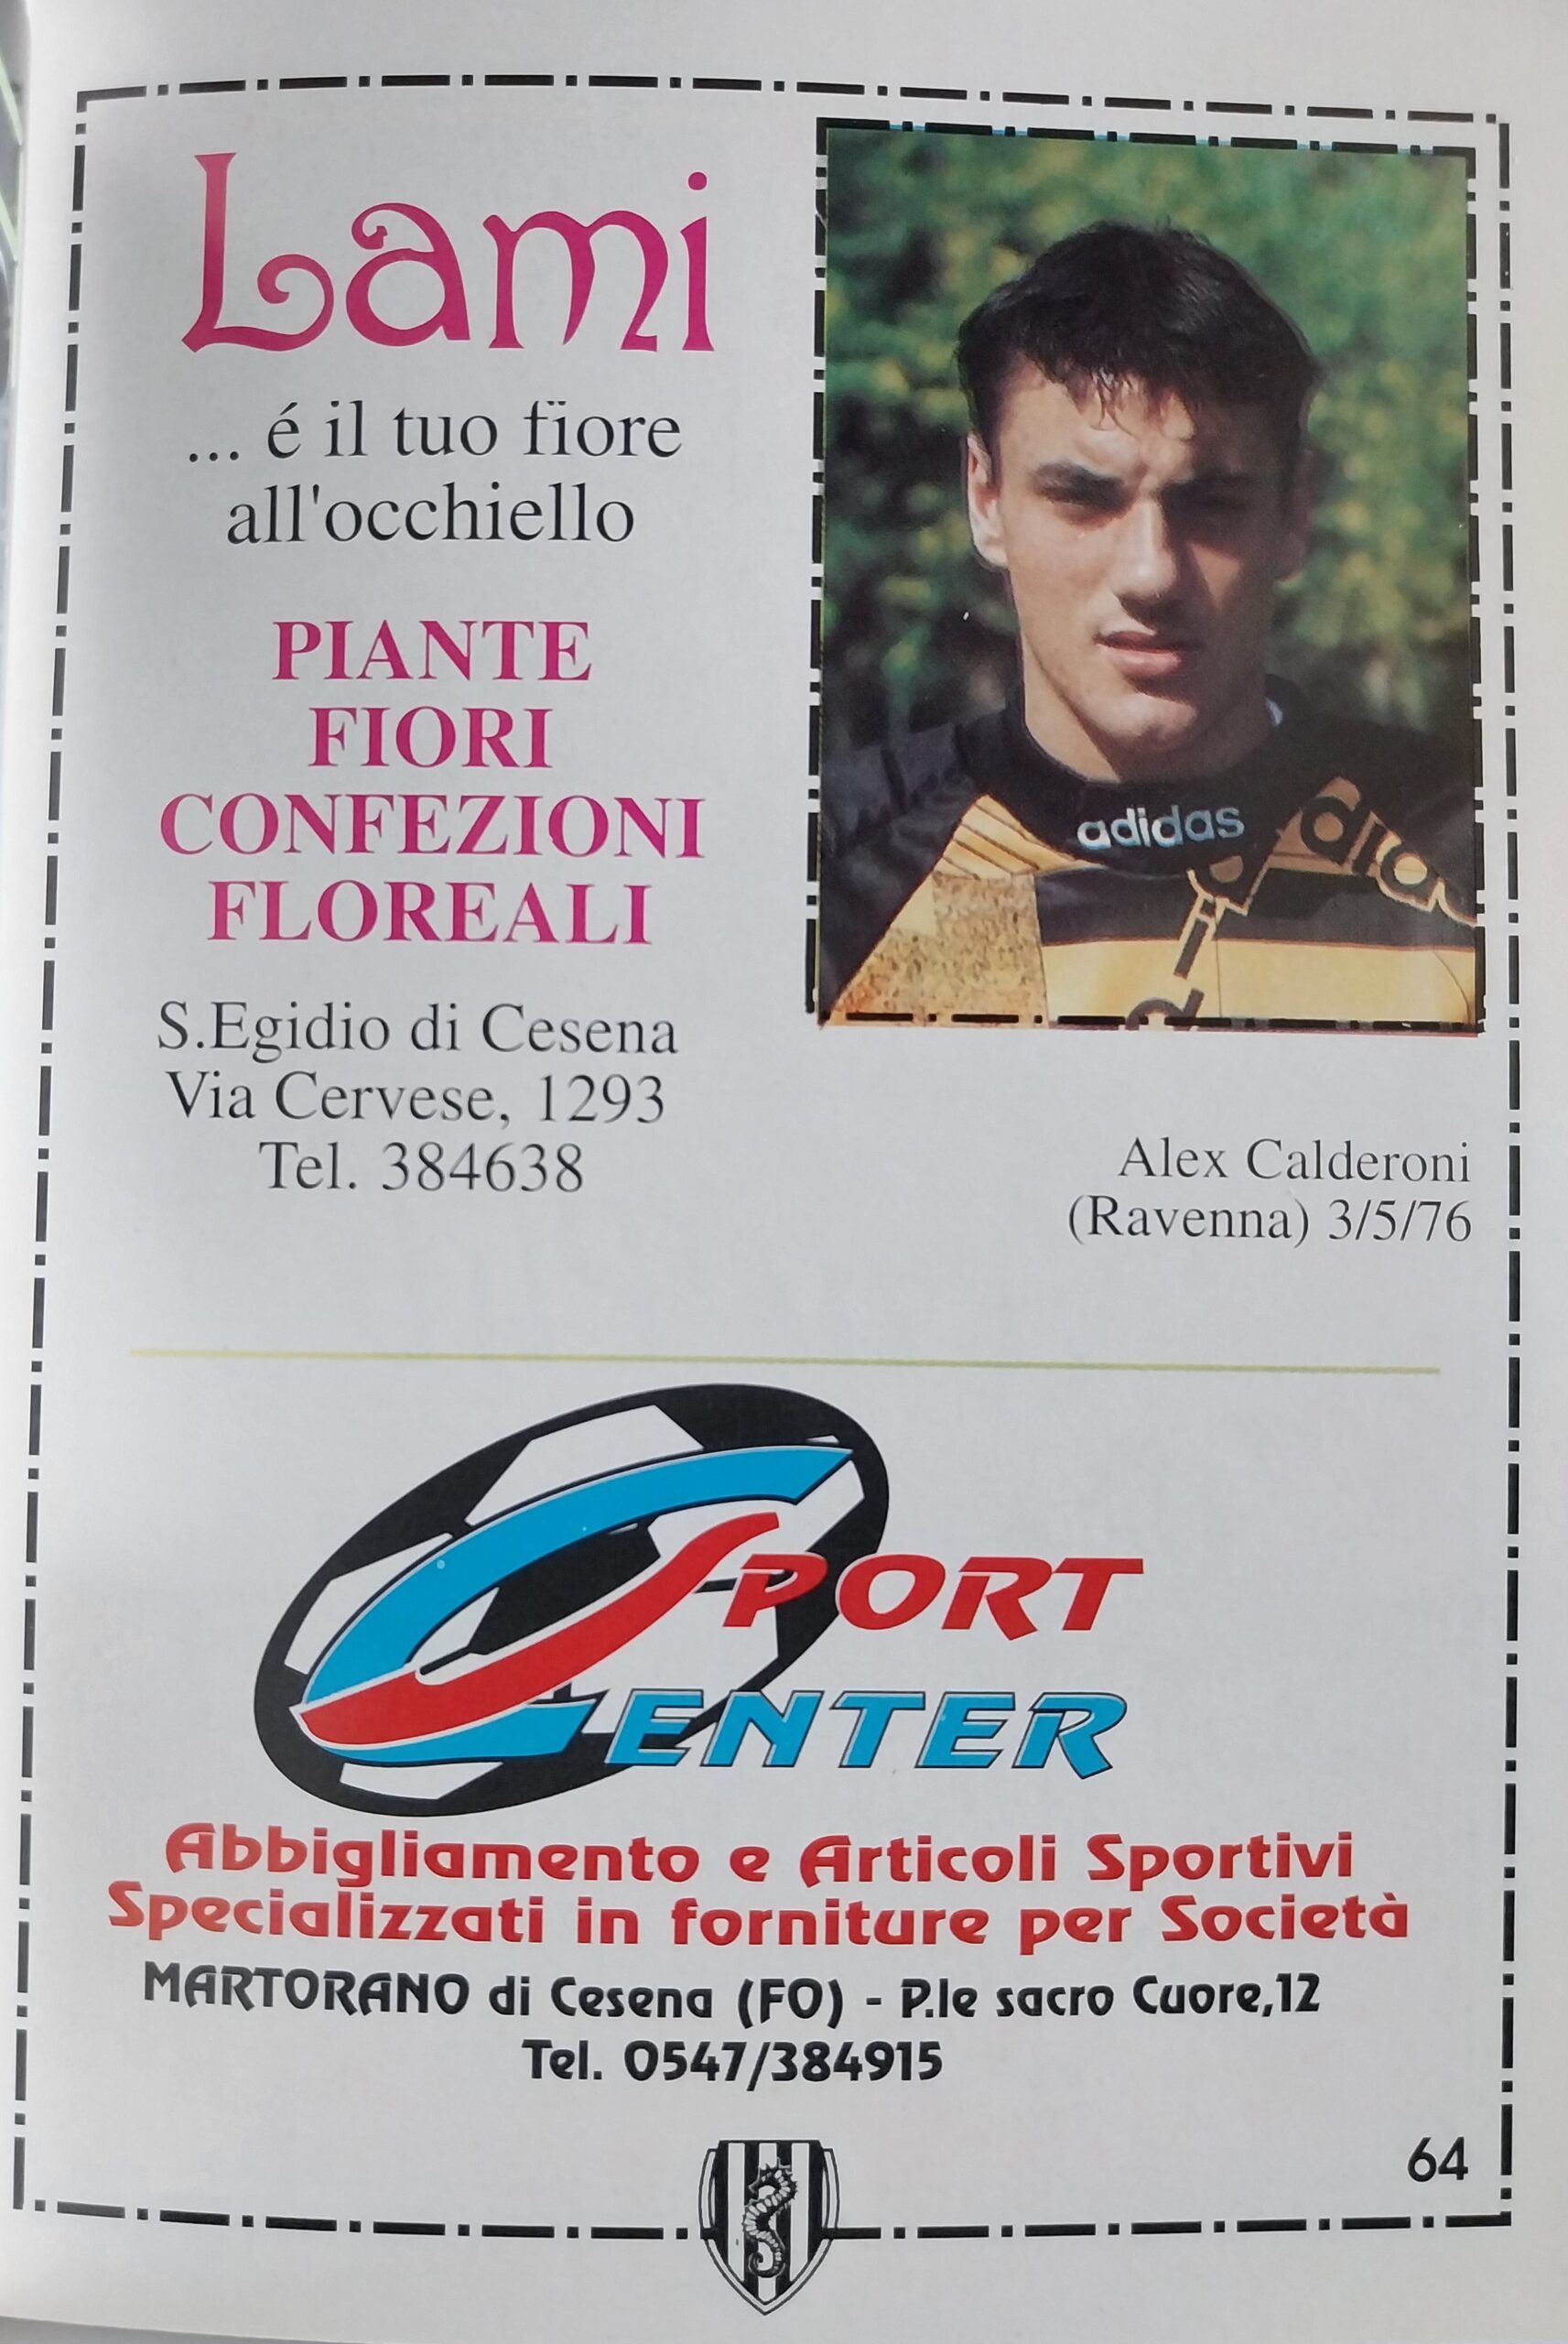 Lami
... é il tuo fiore
all'occhiello
PIANTE
FIORI
CONFEZIONI
FLOREALI
S.Egidio di Cesena
Via Cervese, 1293
Tel. 384638
adidas
Alex Calderoni
(Ravenna) 3/5/76
SPORT
CENTER
Abbigliamento e Articoli Sportivi
Specializzati in forniture per Società
MARTORANO di Cesena (FO) - P.le sacro Cuore,12
Tel. 0547/384915
64